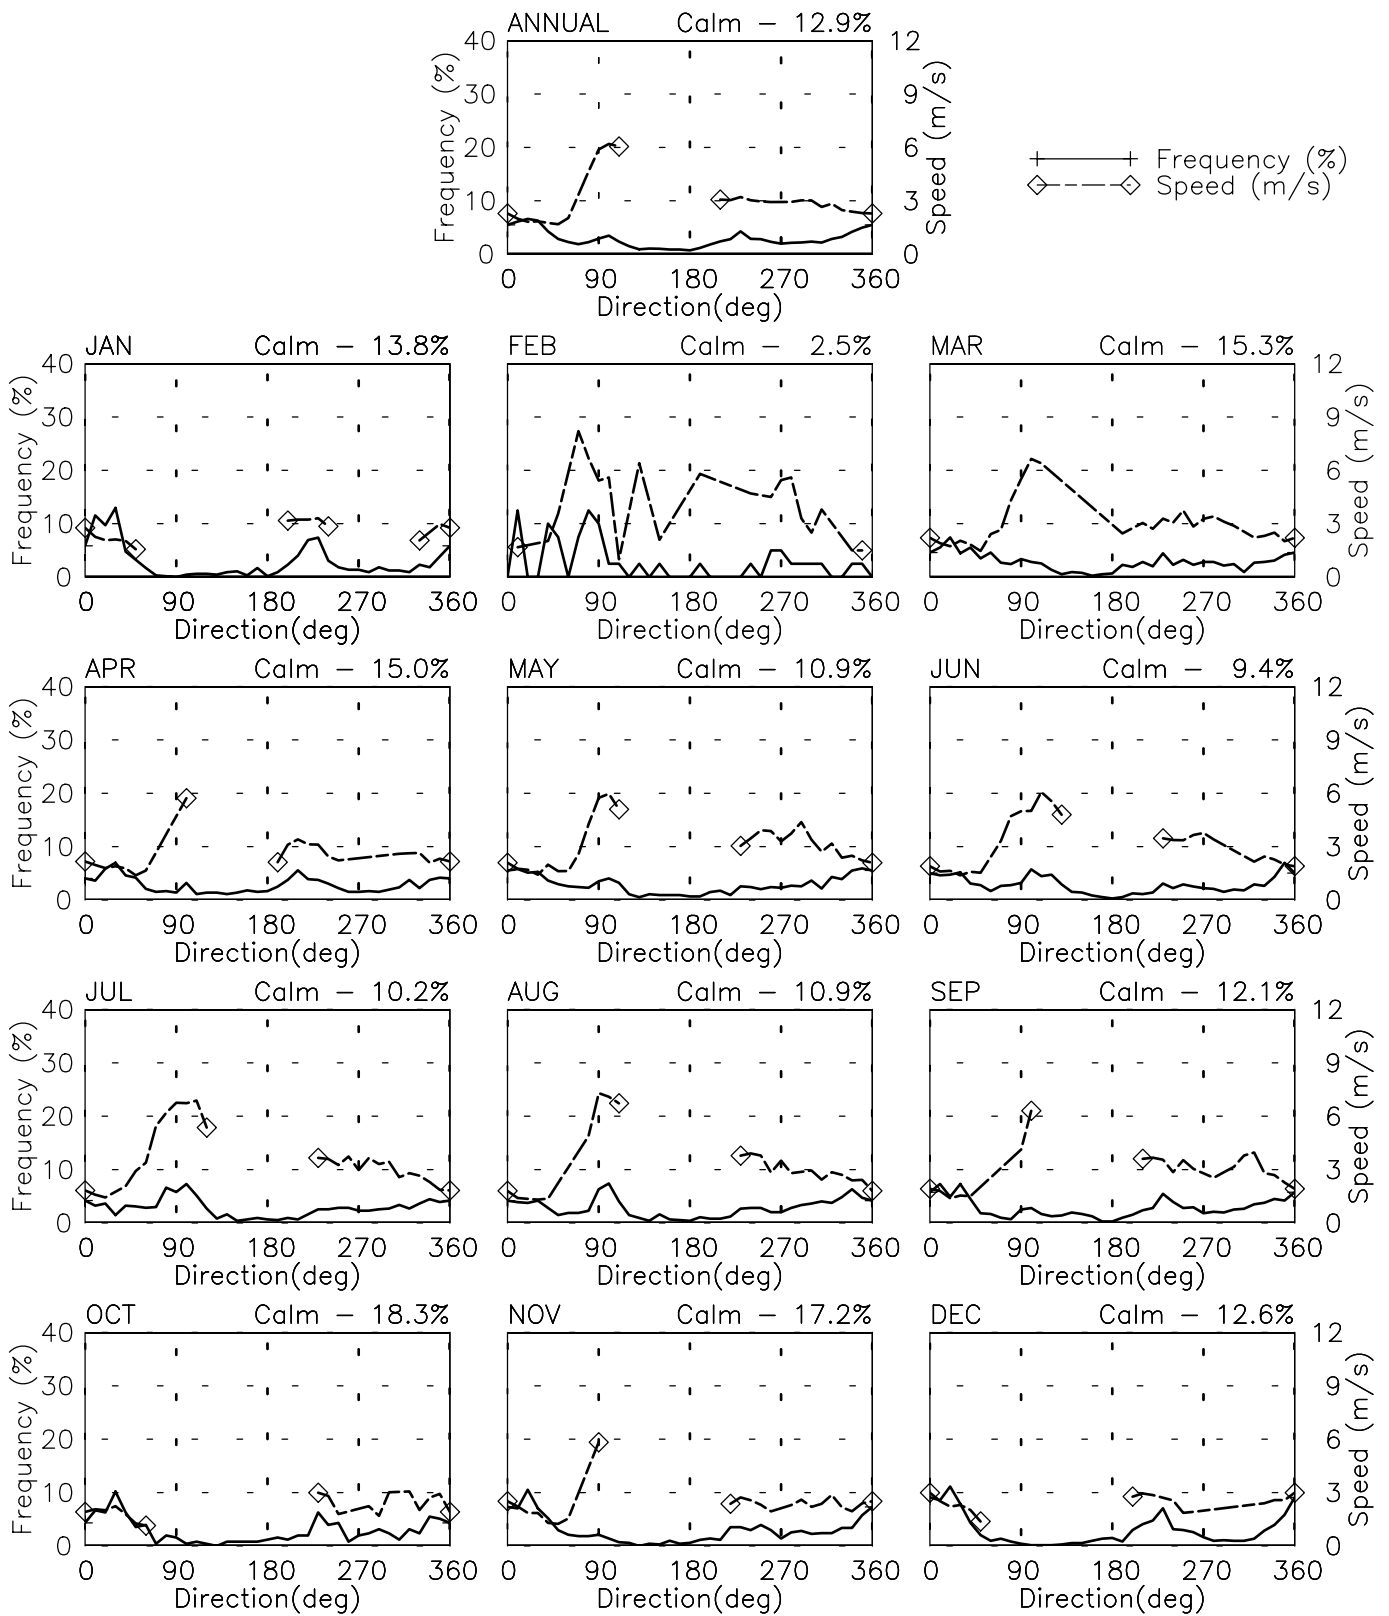 ANNUAL Calm − 12.9%
40 12
Frequency (%) Speed (m/s)
30 9
20 6
10 3
0 0
0 90 180 270 360
Direction(deg)
Frequency (%)
Speed (m/s)
JAN Calm − 13.8% FEB Calm − 2.5% MAR Calm − 15.3%
40 12
Frequency (%) Speed (m/s)
30 9
20 6
10 3
0 0
0 90 180 270 360 0 90 180 270 360 0 90 180 270 360
Direction(deg) Direction(deg) Direction(deg)
APR Calm − 15.0% MAY Calm − 10.9% JUN Calm − 9.4%
40 12
Frequency (%) Speed (m/s)
30 9
20 6
10 3
0 0
0 90 180 270 360 0 90 180 270 360 0 90 180 270 360
Direction(deg) Direction(deg) Direction(deg)
JUL Calm − 10.2% AUG Calm − 10.9% SEP Calm − 12.1%
40 12
Frequency (%) Speed (m/s)
30 9
20 6
10 3
0 0
0 90 180 270 360 0 90 180 270 360 0 90 180 270 360
Direction(deg) Direction(deg) Direction(deg)
OCT Calm − 18.3% NOV Calm − 17.2% DEC Calm − 12.6%
40 12
Frequency (%) Speed (m/s)
30 9
20 6
10 3
0 0
0 90 180 270 360 0 90 180 270 360 0 90 180 270 360
Direction(deg) Direction(deg) Direction(deg)